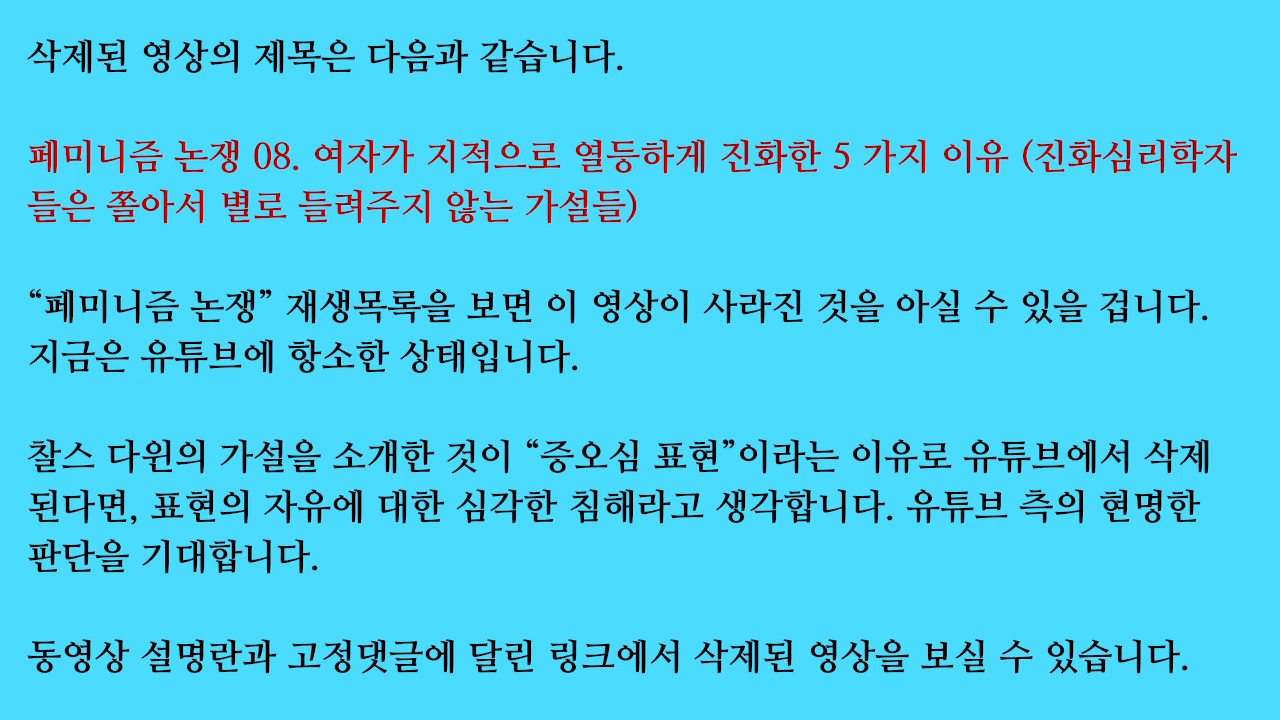 삭제된 영상의 제목은 다음과 같습니다.
페미니즘 논쟁 08. 여자가 지적으로 열등하게 진화한 5 가지 이유 (진화심리학자
들은 쫄아서 별로 들려주지 않는 가설들)
“페미니즘 논쟁” 재생목록을 보면 이 영상이 사라진 것을 아실 수 있을 겁니다.
지금은 유튜브에 항소한 상태입니다.
찰스 다윈의 가설을 소개한 것이 “증오심 표현”이라는 이유로 유튜브에서 삭제
된다면, 표현의 자유에 대한 심각한 침해라고 생각합니다. 유튜브 측의 현명한
판단을 기대합니다.
동영상 설명란과 고정댓글에 달린 링크에서 삭제된 영상을 보실 수 있습니다.